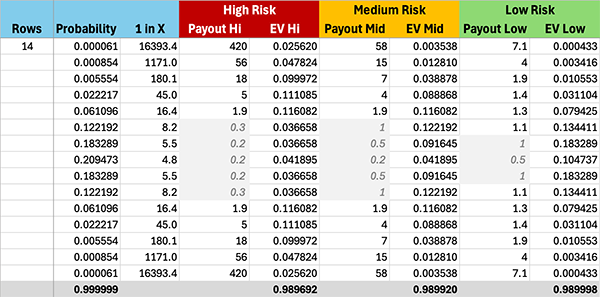 High Risk Medium Risk Low Risk
Rows Probability 1 in X Payout Hi EV Hi Payout Mid EV Mid Payout Low EV Low
14 0.000061 16393.4 420 0.025620 58 0.003538 7.1 0.000433
0.000854 1171.0 56 0.047824 15 0.012810 4 0.003416
0.005554 180.1 18 0.099972 7 0.038878 1.9 0.010553
0.022217 45.0 5 0.111085 4 0.088868 1.4 0.031104
0.061096 16.4 1.9 0.116082 1.9 0.116082 1.3 0.079425
0.122192 8.2 0.3 0.036658 1 0.122192 1.1 0.134411
0.183289 5.5 0.2 0.036658 0.5 0.091645 1 0.183289
0.209473 4.8 0.2 0.041895 0.2 0.041895 0.5 0.104737
0.183289 5.5 0.2 0.036658 0.5 0.091645 1 0.183289
0.122192 8.2 0.3 0.036658 1 0.122192 1.1 0.134411
0.061096 16.4 1.9 0.116082 1.9 0.116082 1.3 0.079425
0.022217 45.0 5 0.111085 4 0.088868 1.4 0.031104
0.005554 180.1 18 0.099972 7 0.038878 1.9 0.010553
0.000854 1171.0 56 0.047824 15 0.012810 4 0.003416
0.000061 16393.4 420 0.025620 58 0.003538 7.1 0.000433
0.999999 0.989692 0.989920 0.989998